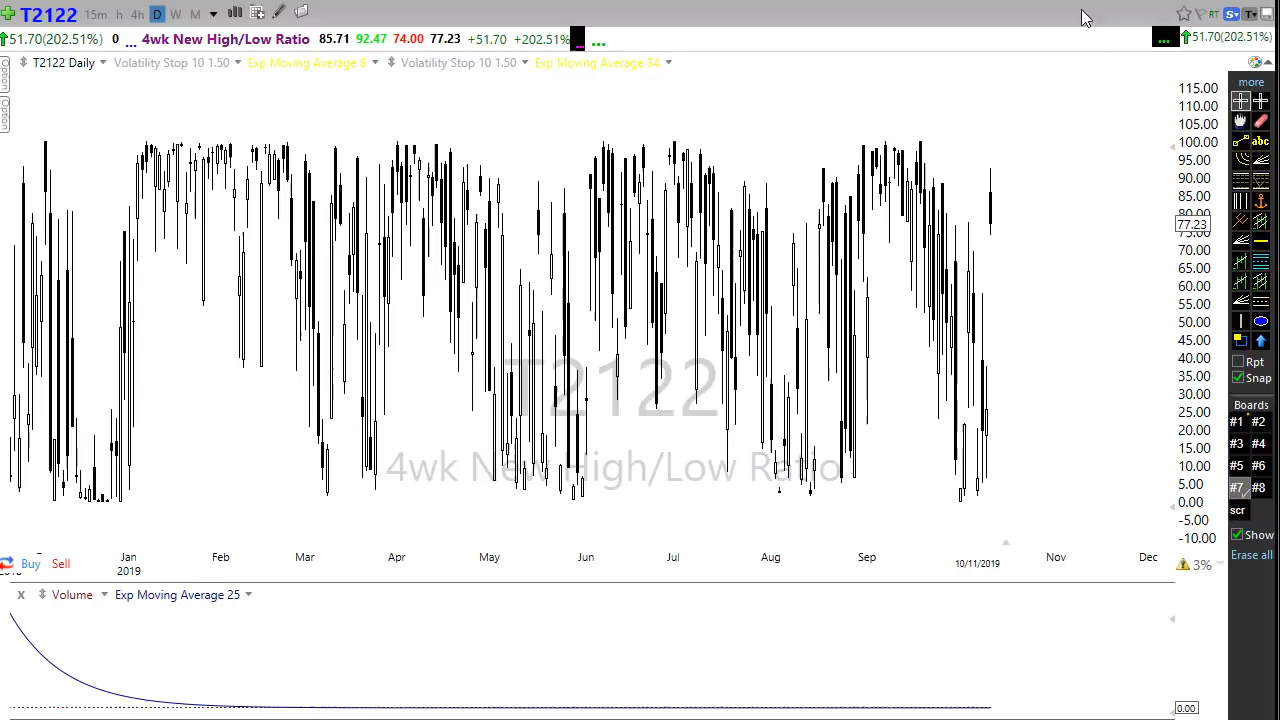 T2122 15m h 4h D W M RT S T
51.70(202.51%) 0 ... 4wk New High/Low Ratio 85.71 92.47 74.00 77.23 +51.70 +202.51% ... ... ... 51.70(202.51%)
Option T2122 Daily Volatility Stop 10 1.50 Exp Moving Average 8 Volatility Stop 10 1.50 Exp Moving Average 34
Option
more
abc
115.00
110.00
105.00
100.00
95.00
90.00
85.00
80.00
77.23
75.00
70.00
65.00
60.00
55.00
50.00
45.00
40.00
35.00
30.00
25.00
20.00
15.00
10.00
5.00
0.00
-5.00
-10.00
T2122
4wk New High/Low Ratio
Rpt
Snap
Boards
#1 #2
#3 #4
#5 #6
#7 #8
scr
Show
Erase all
Jan Feb Mar Apr May Jun Jul Aug Sep 10/11/2019 Nov Dec
2019
Buy Sell
3%
x Volume Exp Moving Average 25
0.00